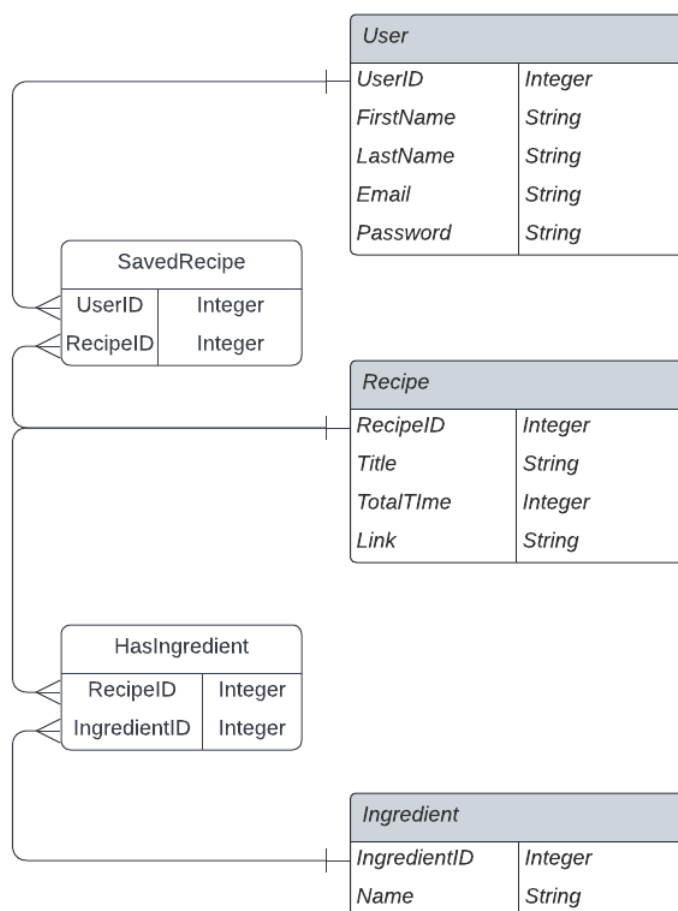 User
UserID Integer
FirstName String
LastName String
Email String
Password String
SavedRecipe
UserID Integer
RecipeID Integer
Recipe
RecipeID Integer
Title String
TotalTIme Integer
Link String
HasIngredient
RecipeID Integer
IngredientID Integer
Ingredient
IngredientID Integer
Name String